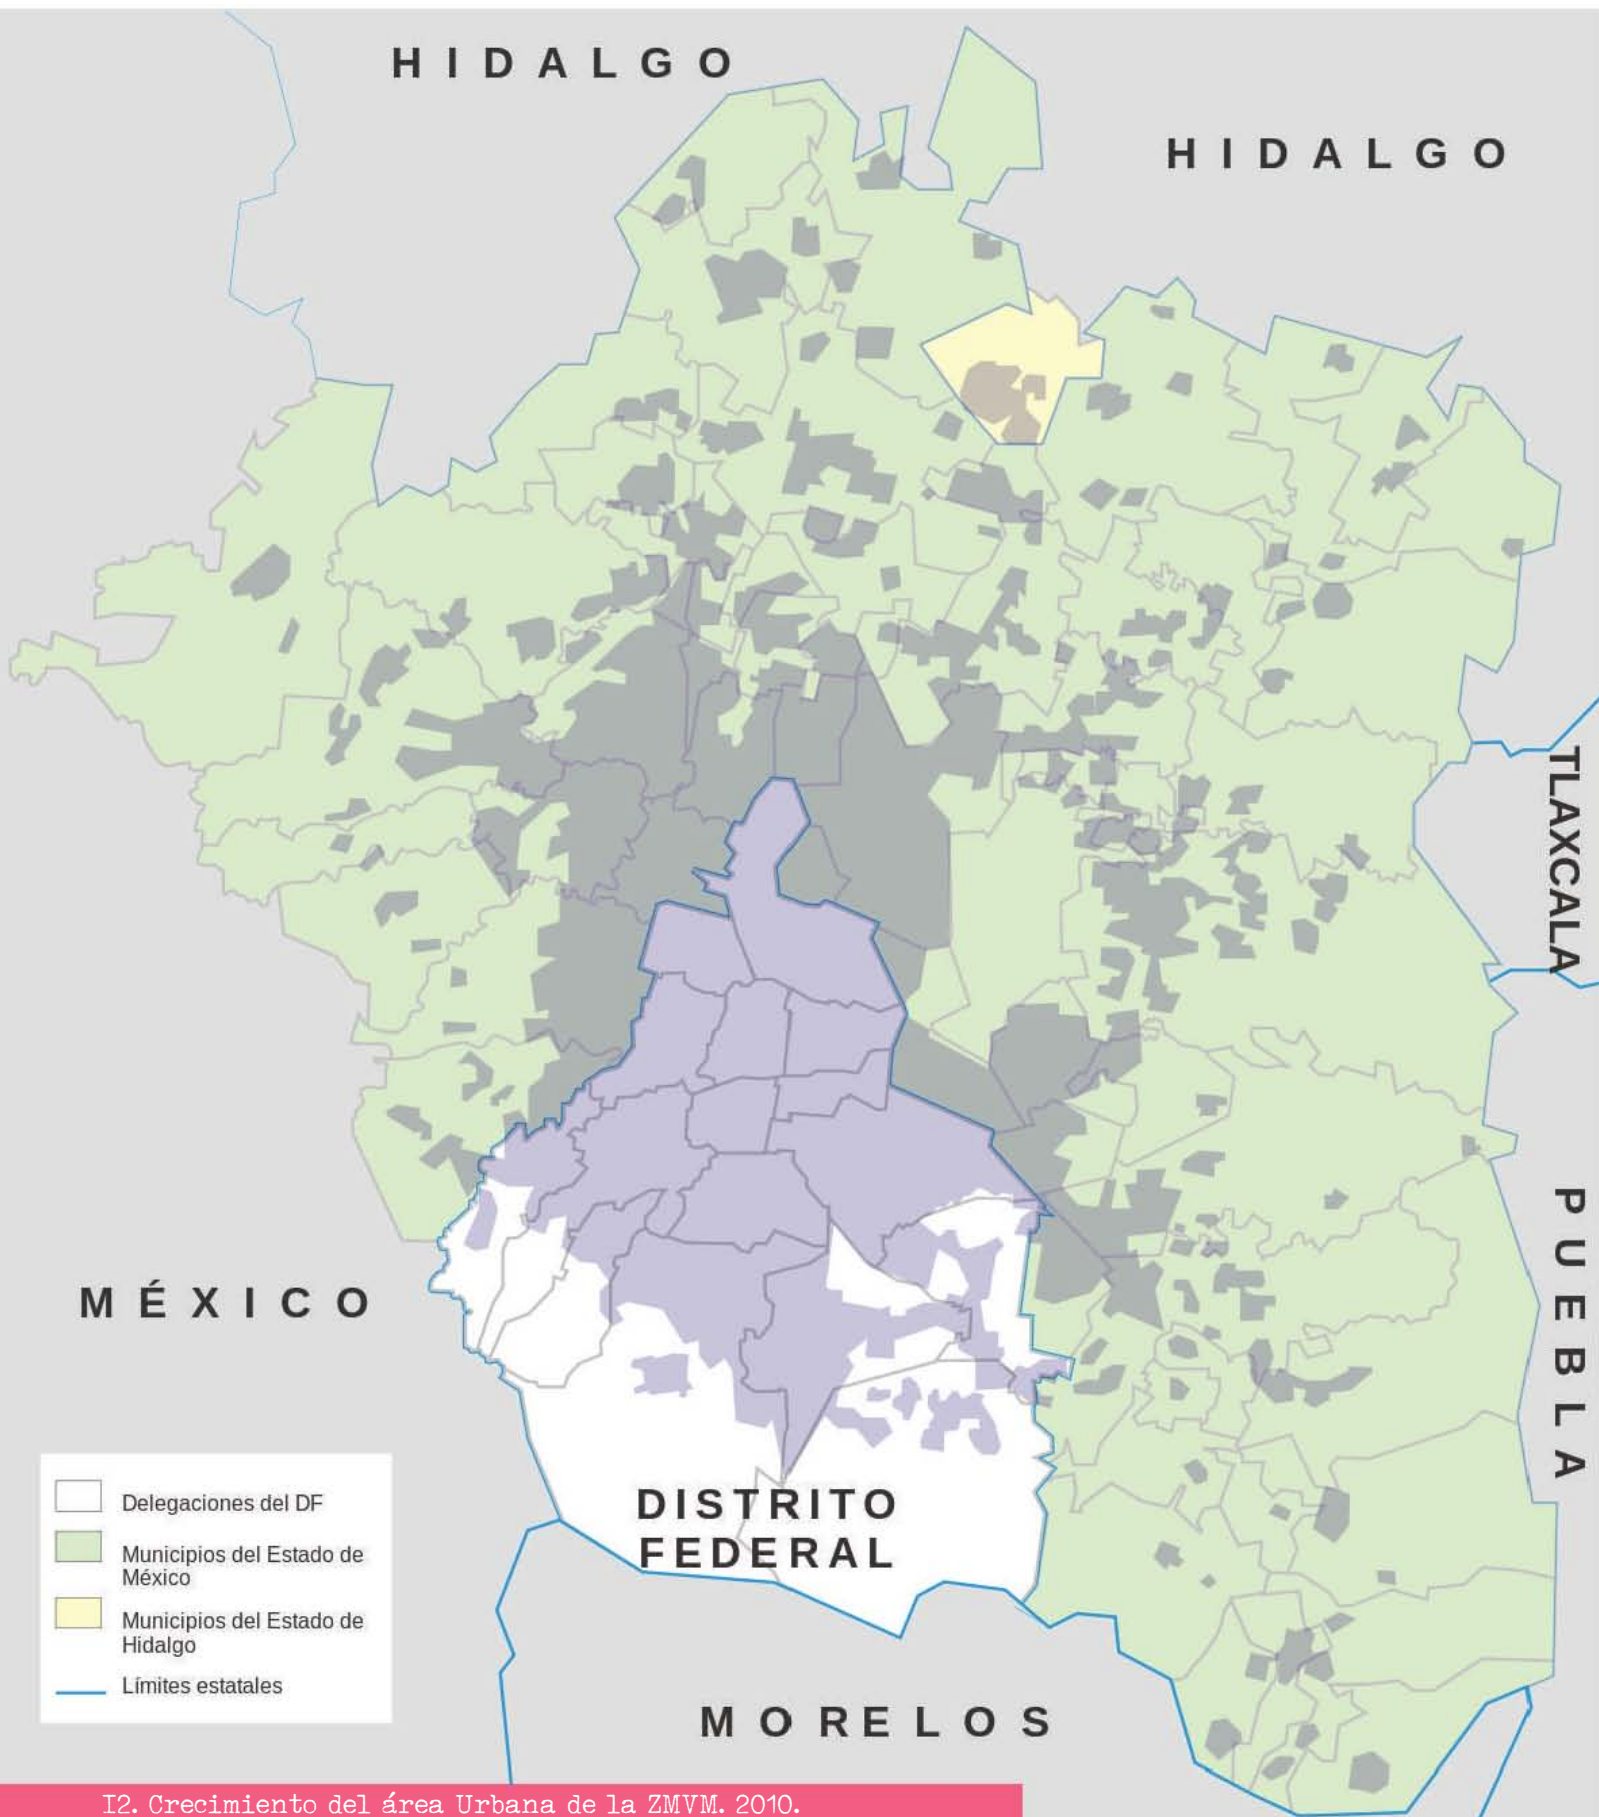 HIDALGO
HIDALGO
TLAXCALA
PUEBLA
MÉXICO
DISTRITO
FEDERAL
MORELOS
Delegaciones del DF
Municipios del Estado de
México
Municipios del Estado de
Hidalgo
Límites estatales
I2. Crecimiento del área Urbana de la ZMVM. 2010.